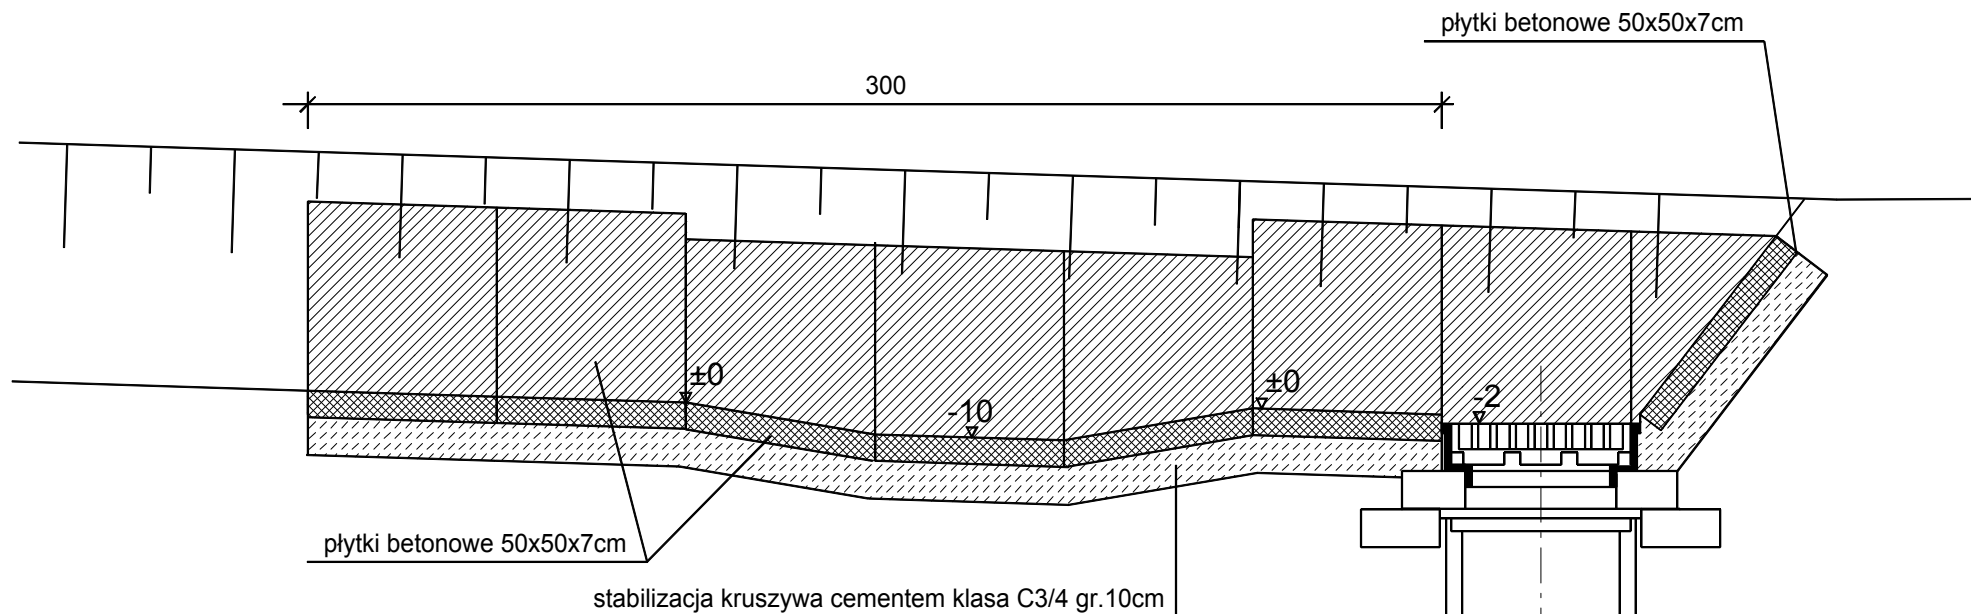 płytki betonowe 50x50x7cm
300
±0
±0
-2
-10
płytki betonowe 50x50x7cm
stabilizacja kruszywa cementem klasa C3/4 gr.10cm